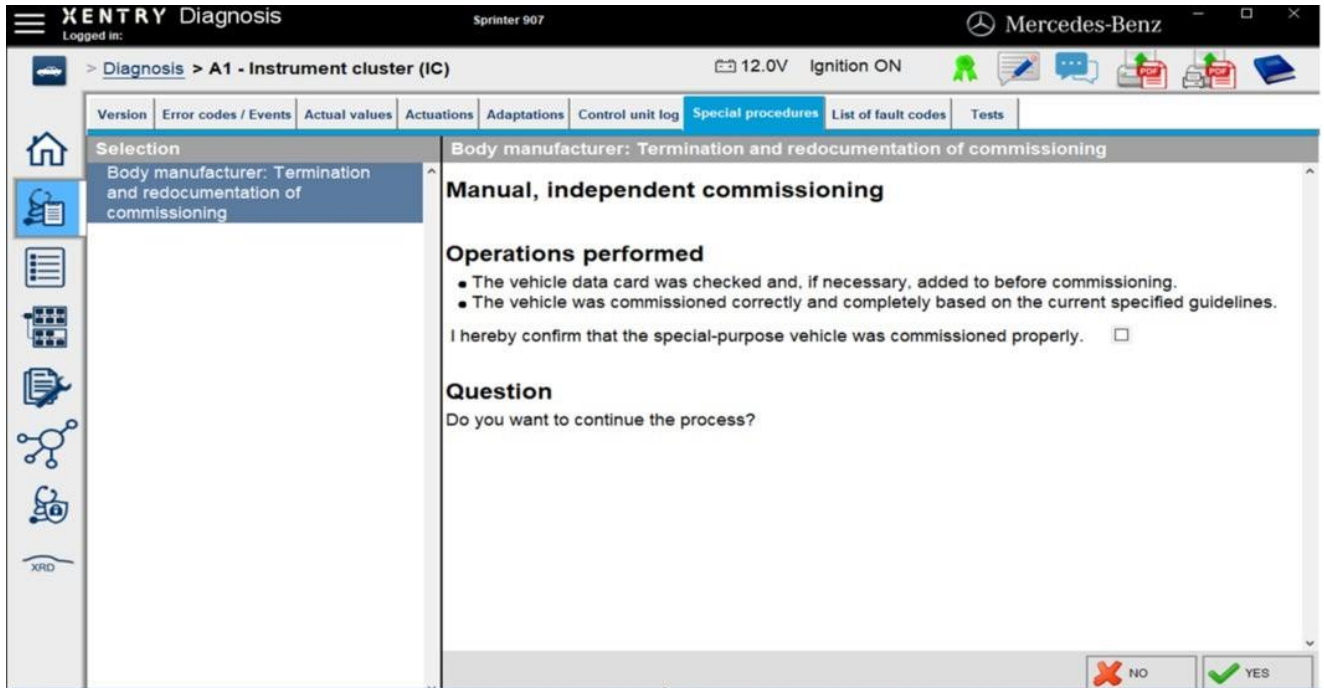 XENTRY Diagnosis
Logged in:
Sprinter 907
Mercedes-Benz
> Diagnosis > A1 - Instrument cluster (IC)
12.0V
Ignition ON
PDF
PDF
Version
Error codes / Events
Actual values
Actuations
Adaptations
Control unit log
Special procedures
List of fault codes
Tests
Selection
Body manufacturer: Termination
and redocumentation of
commissioning
Body manufacturer: Termination and redocumentation of commissioning
Manual, independent commissioning
Operations performed
• The vehicle data card was checked and, if necessary, added to before commissioning.
• The vehicle was commissioned correctly and completely based on the current specified guidelines.
I hereby confirm that the special-purpose vehicle was commissioned properly.
Question
Do you want to continue the process?
XRD
NO
YES